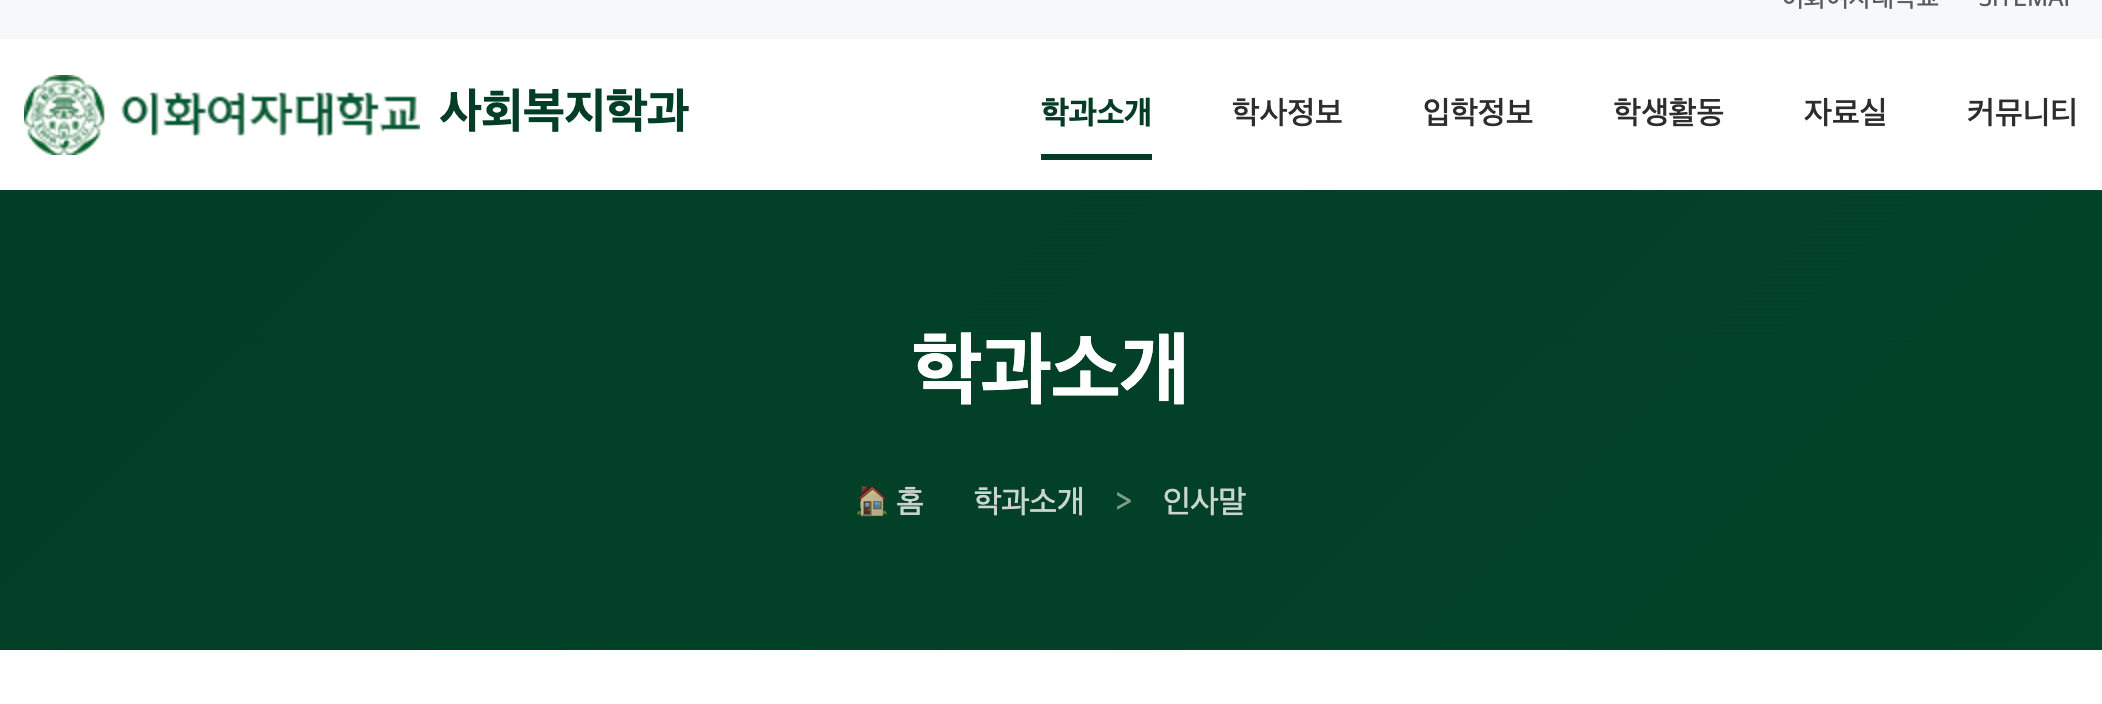 이화여자대학교 SITEMAP
이화여자대학교 사회복지학과
학과소개 학사정보 입학정보 학생활동 자료실 커뮤니티
학과소개
홈 학과소개 > 인사말